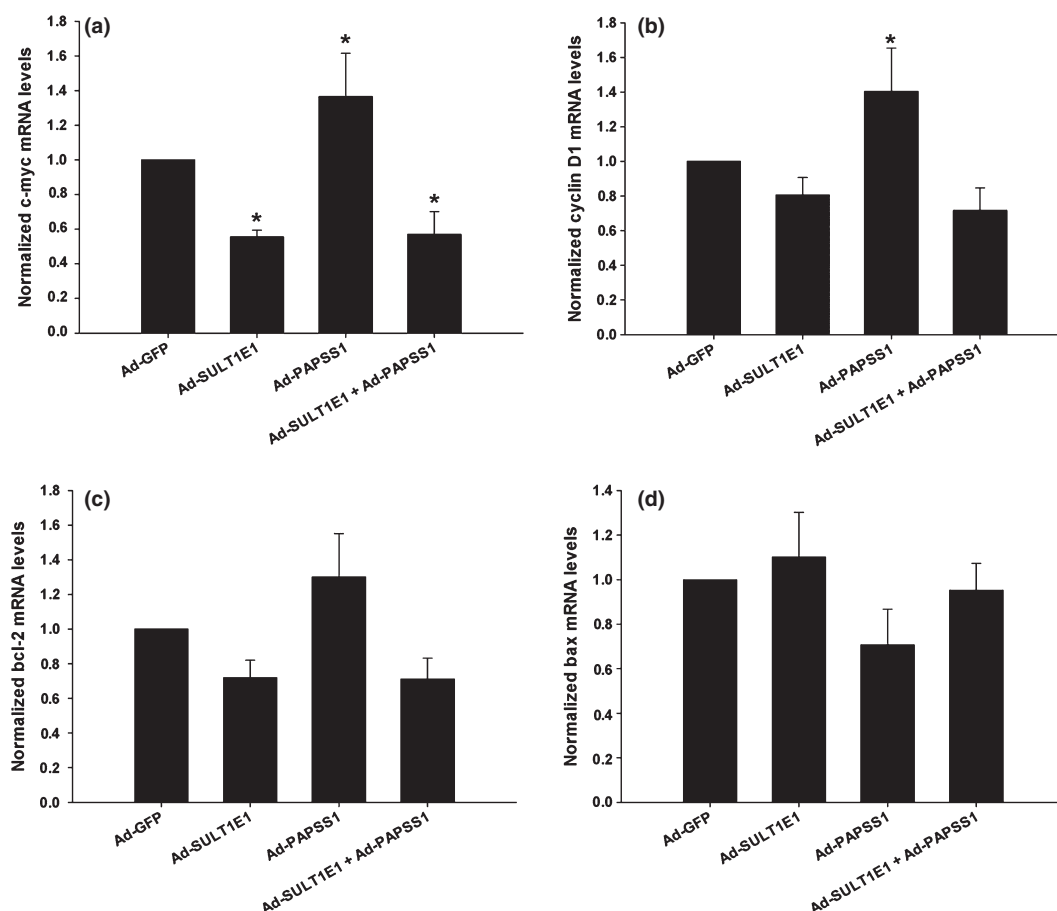 (a)
Normalized c-myc mRNA levels
1.8
1.6
1.4
1.2
1.0
0.8
0.6
0.4
0.2
0.0
*
*
*
Ad-GFP
Ad-SULT1E1
Ad-PAPSS1
Ad-SULT1E1 + Ad-PAPSS1
(b)
Normalized cyclin D1 mRNA levels
1.8
1.6
1.4
1.2
1.0
0.8
0.6
0.4
0.2
0.0
*
Ad-GFP
Ad-SULT1E1
Ad-PAPSS1
Ad-SULT1E1 + Ad-PAPSS1
(c)
Normalized bcl-2 mRNA levels
1.8
1.6
1.4
1.2
1.0
0.8
0.6
0.4
0.2
0.0
Ad-GFP
Ad-SULT1E1
Ad-PAPSS1
Ad-SULT1E1 + Ad-PAPSS1
(d)
Normalized bax mRNA levels
1.4
1.2
1.0
0.8
0.6
0.4
0.2
0.0
Ad-GFP
Ad-SULT1E1
Ad-PAPSS1
Ad-SULT1E1 + Ad-PAPSS1